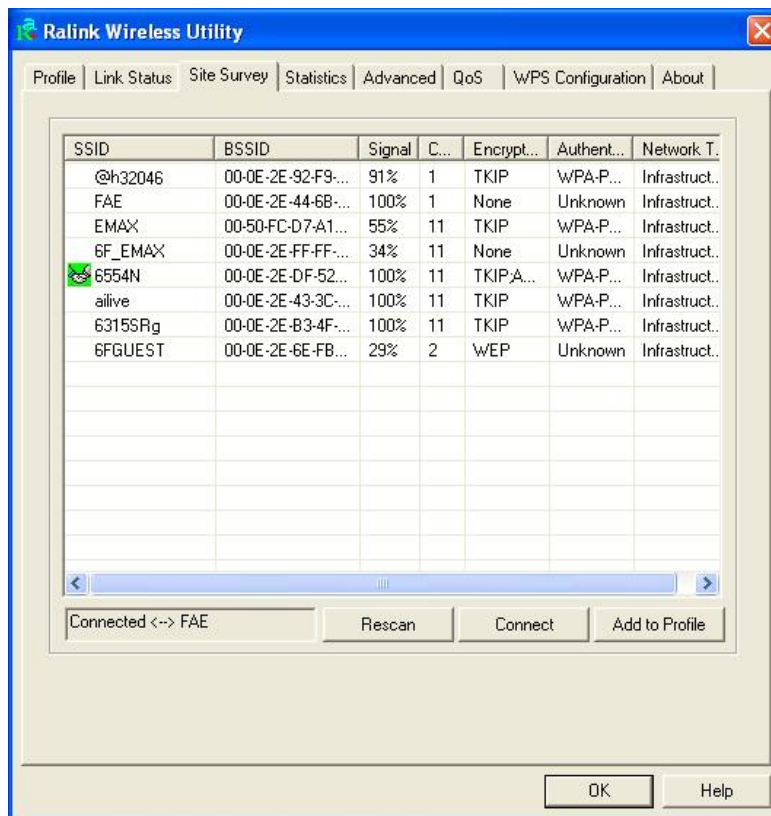 Ralink Wireless Utility
Profile Link Status Site Survey Statistics Advanced QoS WPS Configuration About
SSID BSSID Signal C... Encrypt... Authent... Network T.
@h32046 00-0E-2E-92-F9-... 91% 1 TKIP WPA-P... Infrastruct..
FAE 00-0E-2E-44-6B-... 100% 1 None Unknown Infrastruct..
EMAX 00-50-FC-D7-A1... 55% 11 TKIP WPA-P... Infrastruct..
6F_EMAX 00-0E-2E-FF-FF-... 34% 11 None Unknown Infrastruct..
6554N 00-0E-2E-DF-52... 100% 11 TKIP;A... WPA-P... Infrastruct..
ailive 00-0E-2E-43-3C-... 100% 11 TKIP WPA-P... Infrastruct..
6315SRg 00-0E-2E-B3-4F-... 100% 11 TKIP WPA-P... Infrastruct..
6FGUEST 00-0E-2E-6E-FB... 29% 2 WEP Unknown Infrastruct..
Connected <--> FAE Rescan Connect Add to Profile
OK Help